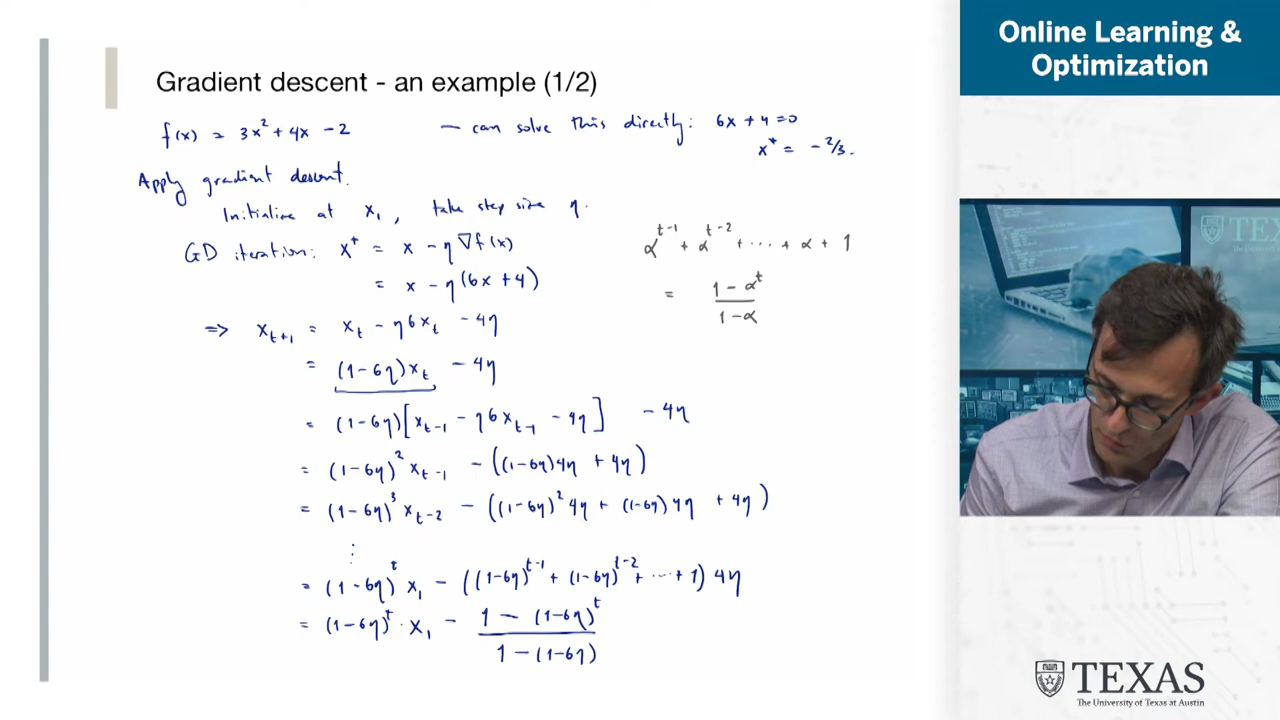 Gradient descent - an example (1/2)
f(x) = 3x² + 4x - 2 — can solve this directly: 6x + 4 = 0
x* = -2/3.
Apply gradient descent.
Initialize at x₁, take step size η.
GD iteration: x⁺ = x - η∇f(x)
= x - η(6x + 4)
⇒ x_{t+1} = x_t - η6x_t - 4η
= (1-6η)x_t - 4η
= (1-6η)[x_{t-1} - η6x_{t-1} - 4η] - 4η
= (1-6η)² x_{t-1} - ((1-6η)4η + 4η)
= (1-6η)³ x_{t-2} - ((1-6η)² 4η + (1-6η)4η + 4η)
⋮
= (1-6η)^t x₁ - ((1-6η)^{t-1} + (1-6η)^{t-2} + ⋯ + 1) 4η
= (1-6η)^t · x₁ - \frac{1 - (1-6η)^t}{1 - (1-6η)}
α^{t-1} + α^{t-2} + ⋯ + α + 1
= \frac{1 - α^t}{1 - α}
Online Learning &
Optimization
TEXAS
TEXAS
The University of Texas at Austin